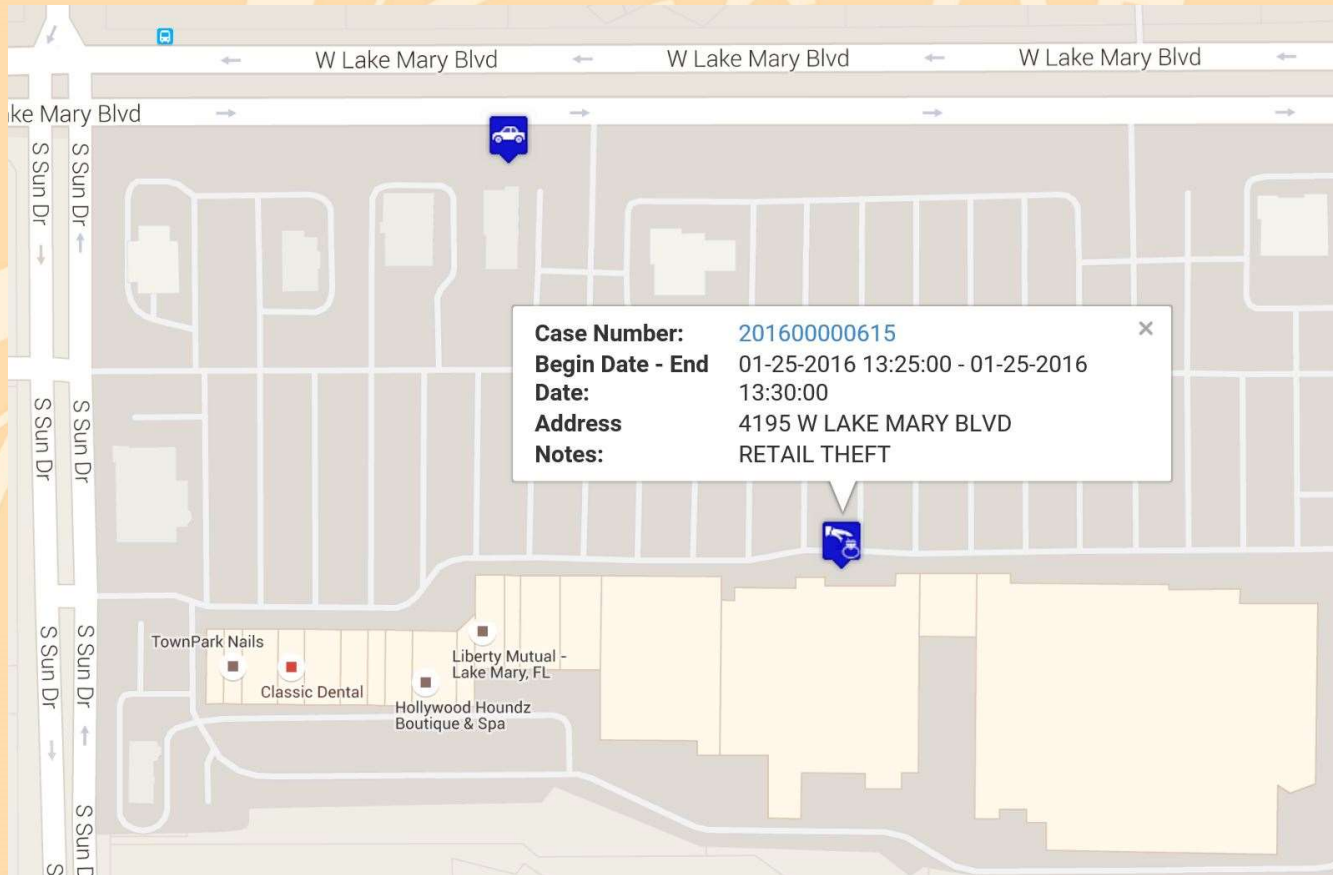 W Lake Mary Blvd
W Lake Mary Blvd
W Lake Mary Blvd
ke Mary Blvd
S Sun Dr
S Sun Dr
Case Number: 201600000615
Begin Date - End 01-25-2016 13:25:00 - 01-25-2016
Date: 13:30:00
Address 4195 W LAKE MARY BLVD
Notes: RETAIL THEFT
×
S Sun Dr
S Sun Dr
S Sun Dr
S Sun Dr
TownPark Nails
Classic Dental
Liberty Mutual -
Lake Mary, FL
Hollywood Houndz
Boutique & Spa
S Sun D
S